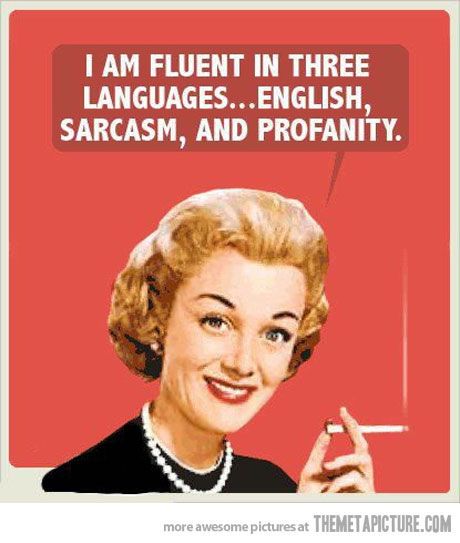 I AM FLUENT IN THREE
LANGUAGES...ENGLISH,
SARCASM, AND PROFANITY.
more awesome pictures at THEMETAPICTURE.COM